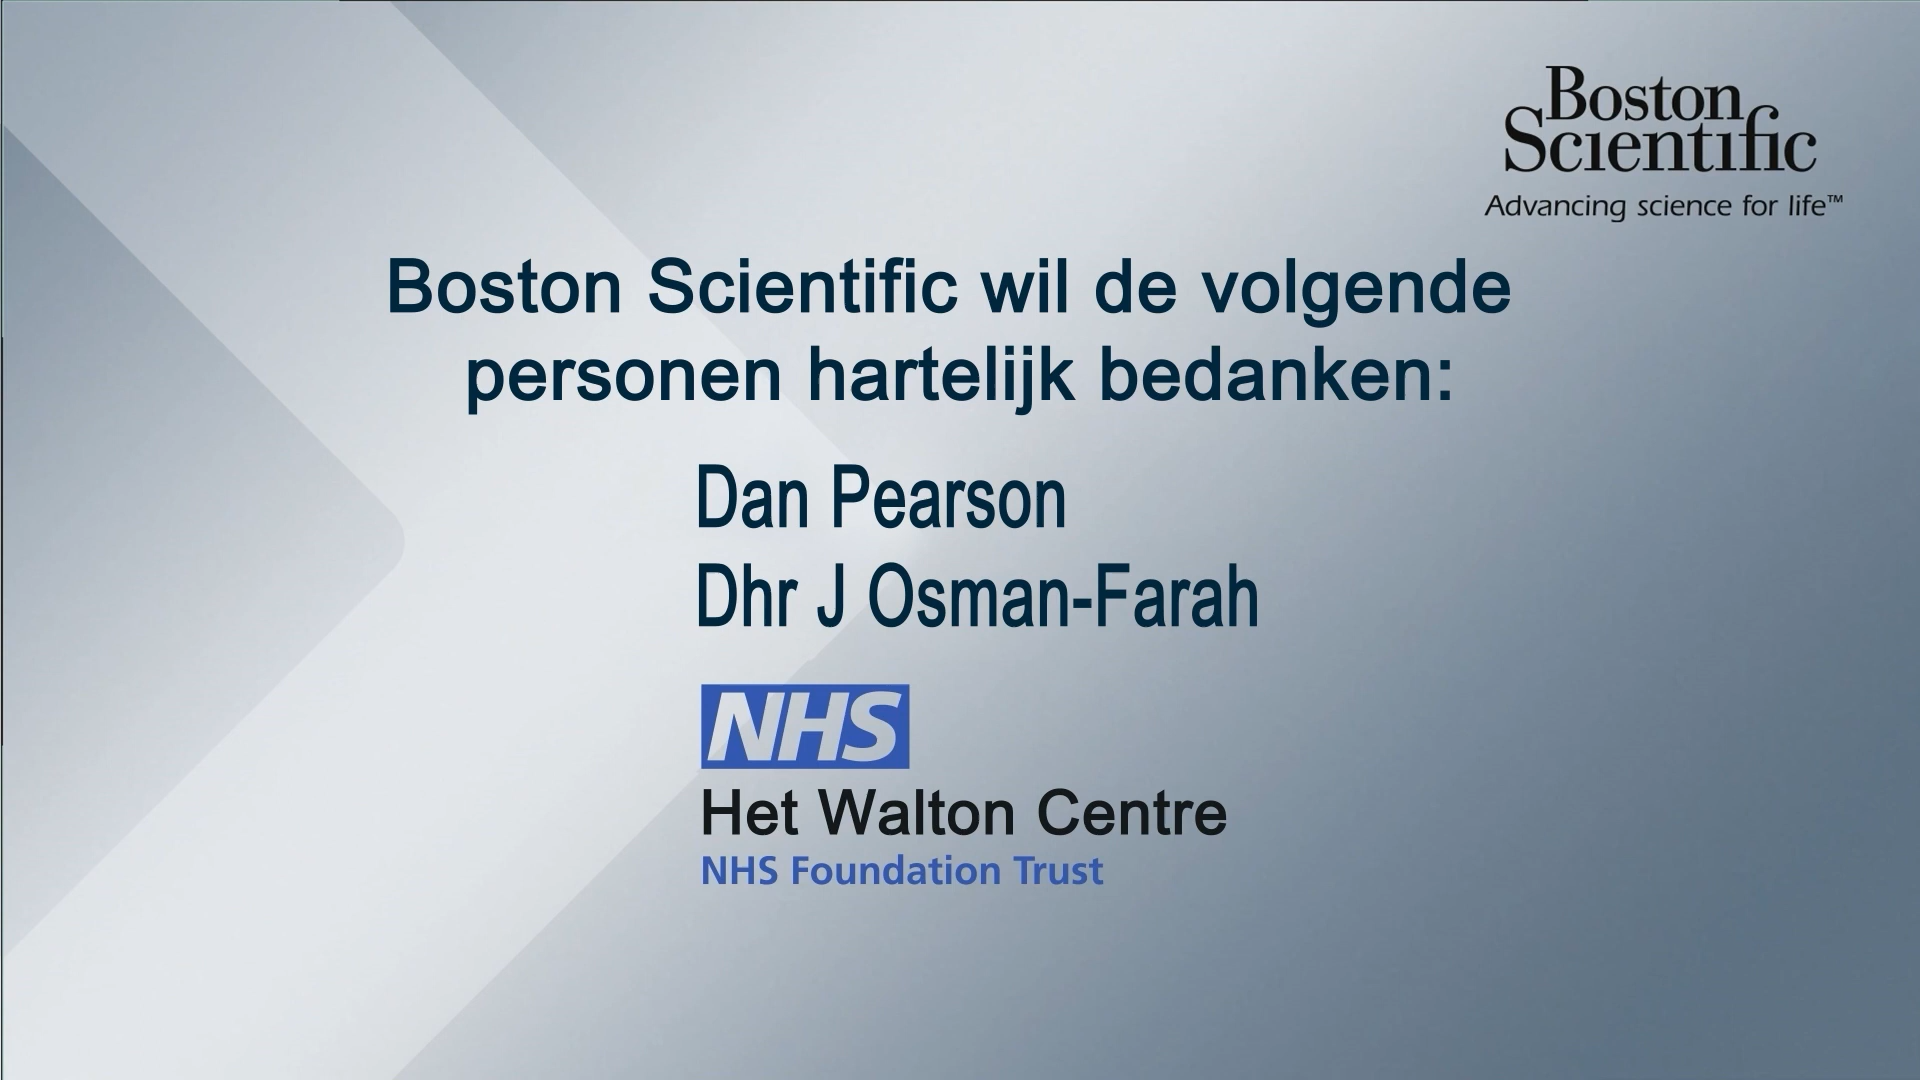 Boston
Scientific
Advancing science for life™
Boston Scientific wil de volgende
personen hartelijk bedanken:
Dan Pearson
Dhr J Osman-Farah
NHS
Het Walton Centre
NHS Foundation Trust